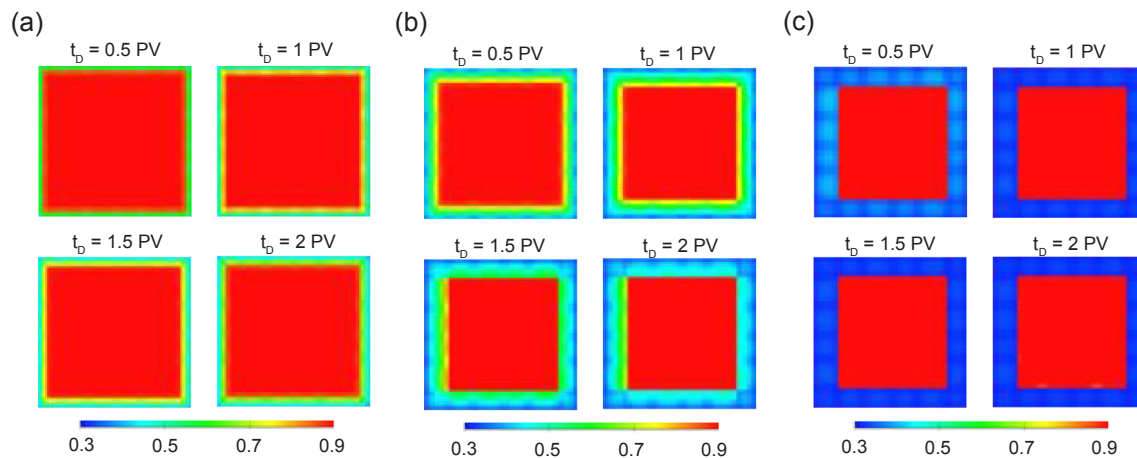 (a)
t_D = 0.5 PV
t_D = 1 PV
t_D = 1.5 PV
t_D = 2 PV
0.3 0.5 0.7 0.9
(b)
t_D = 0.5 PV
t_D = 1 PV
t_D = 1.5 PV
t_D = 2 PV
0.3 0.5 0.7 0.9
(c)
t_D = 0.5 PV
t_D = 1 PV
t_D = 1.5 PV
t_D = 2 PV
0.3 0.5 0.7 0.9